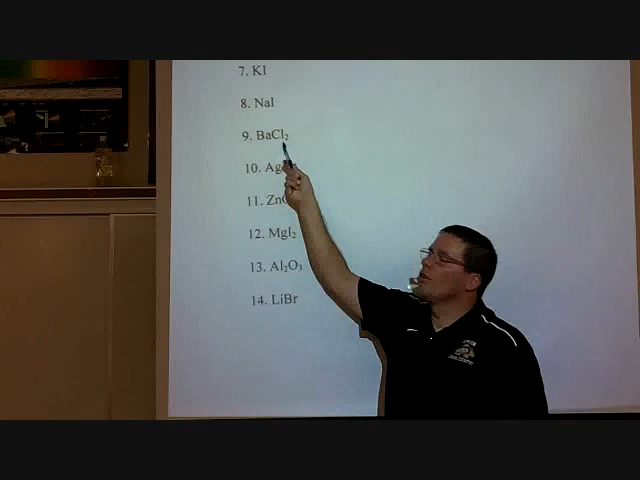 7. KI
8. NaI
9. BaCl₂
10. Ag
11. Zn
12. MgI₂
13. Al₂O₃
14. LiBr